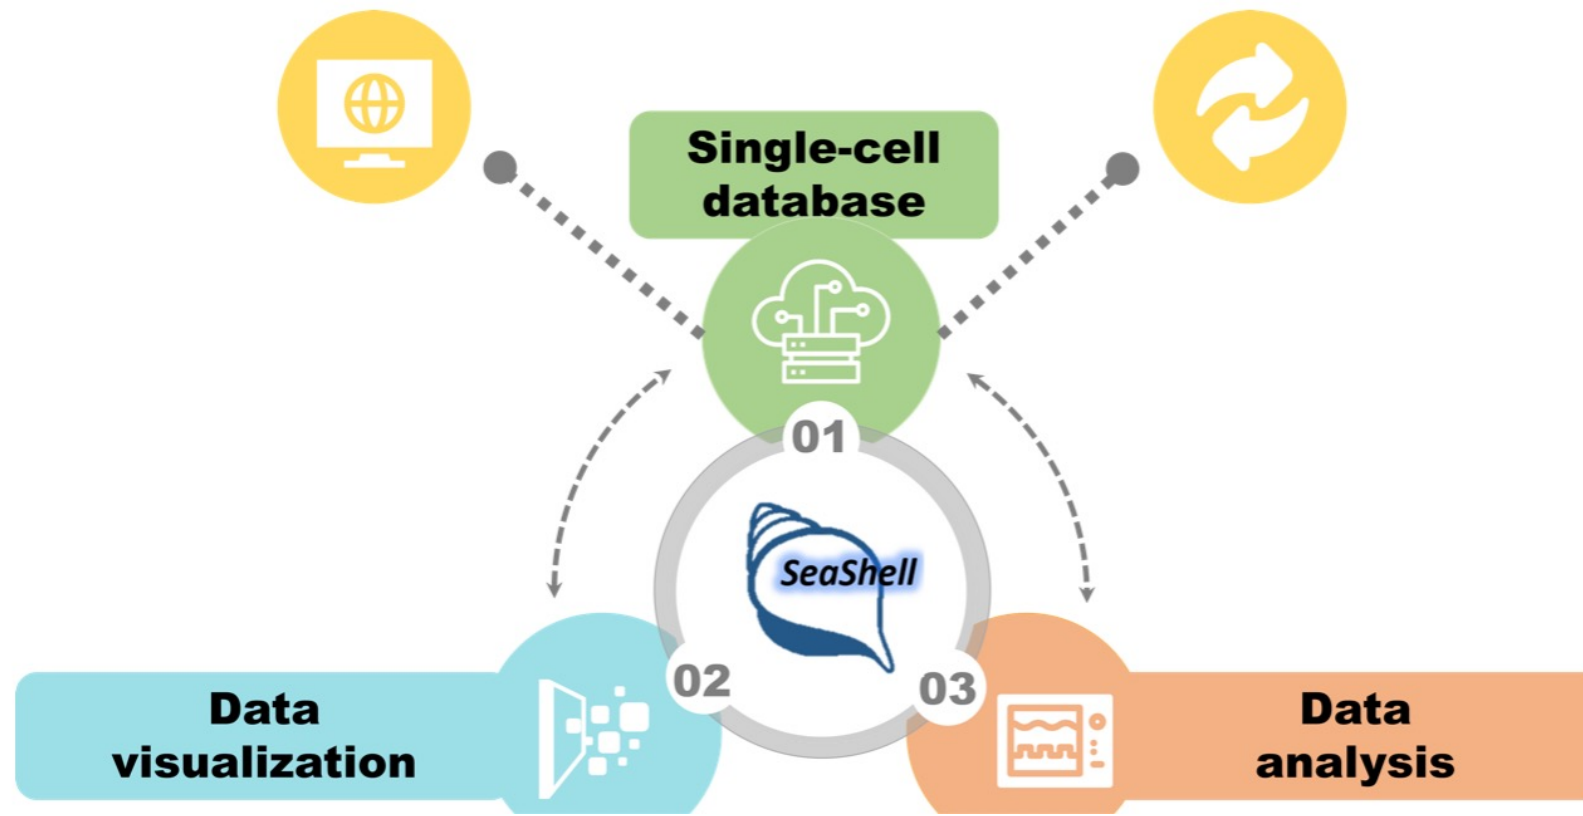 Single-cell
database
01
SeaShell
02
03
Data
visualization
Data
analysis